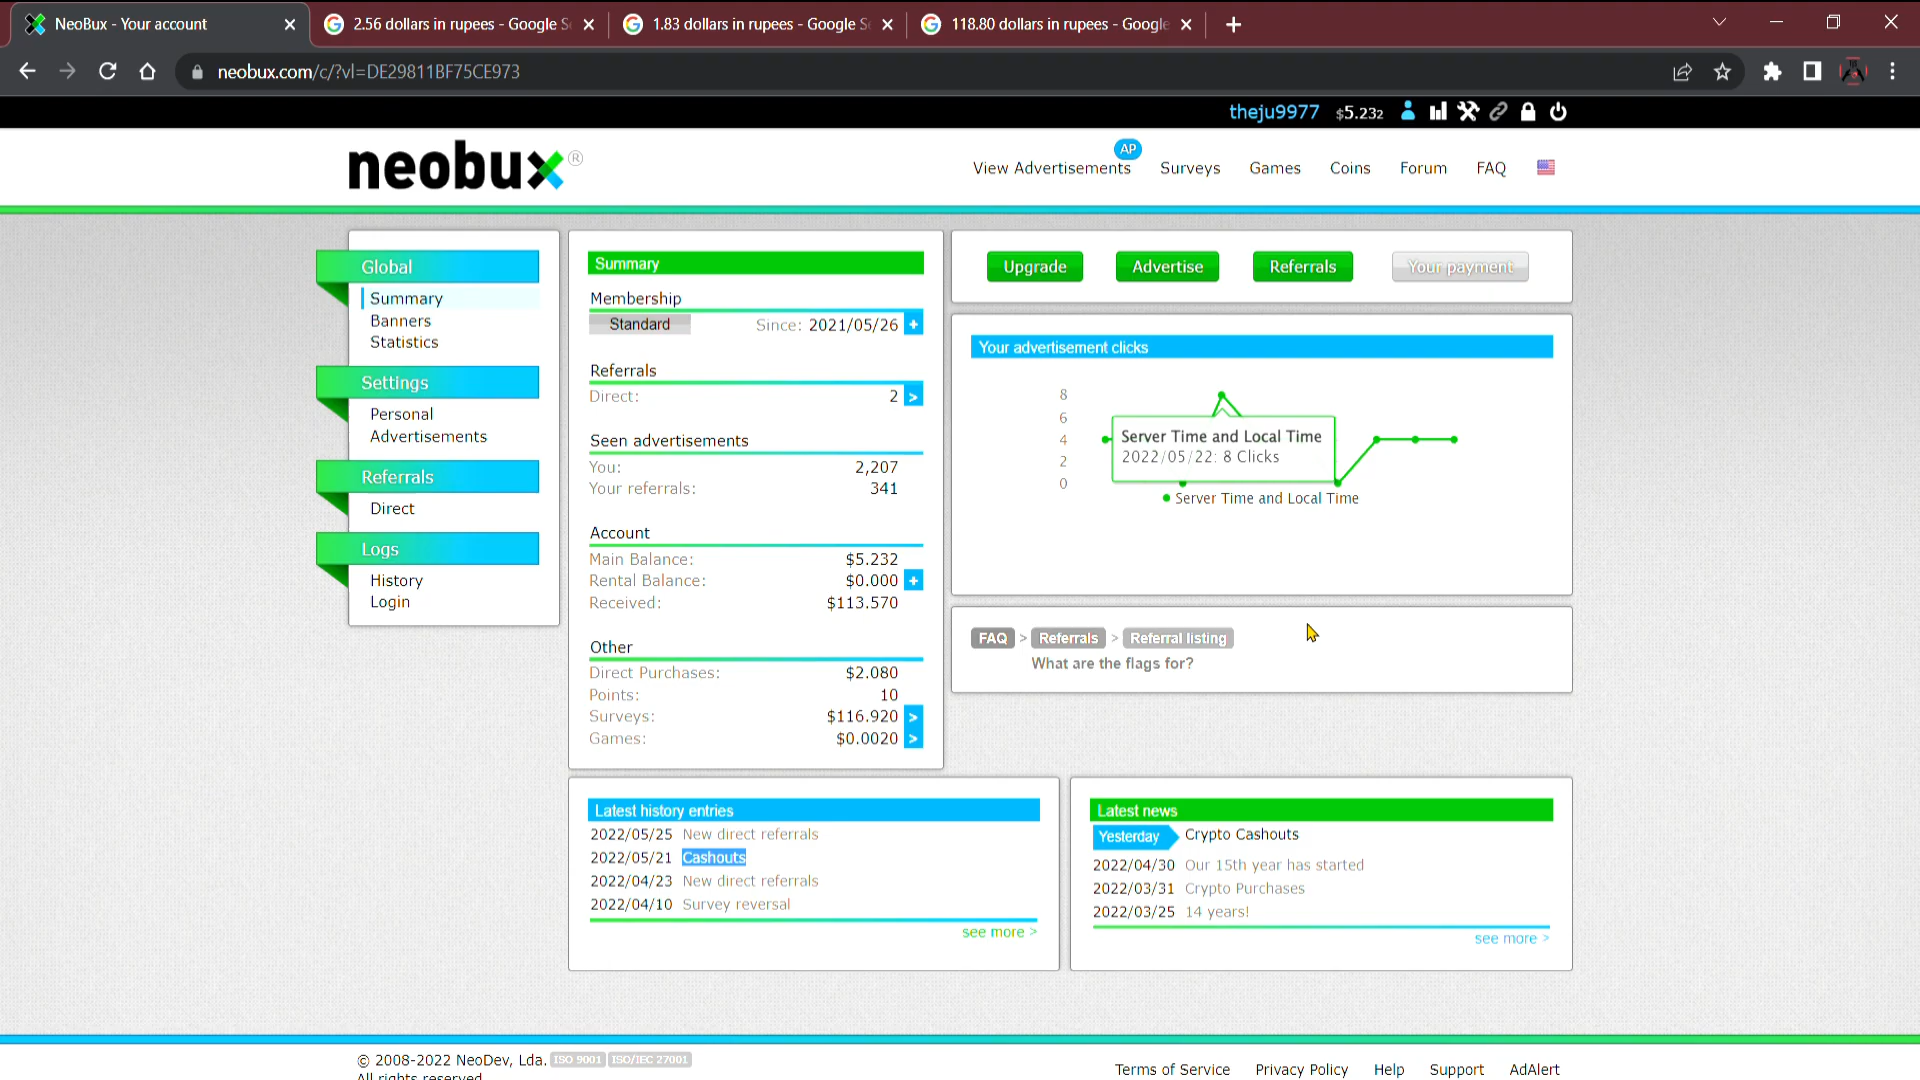 NeoBux - Your account
2.56 dollars in rupees - Google S
1.83 dollars in rupees - Google Se
118.80 dollars in rupees - Google
neobux.com/c/?vl=DE29811BF75CE973
theju9977 $5.232
neobux®
AP
View Advertisements Surveys Games Coins Forum FAQ
Global
Summary
Banners
Statistics
Settings
Personal
Advertisements
Referrals
Direct
Logs
History
Login
Summary
Membership
Standard Since: 2021/05/26 +
Referrals
Direct: 2 >
Seen advertisements
You: 2,207
Your referrals: 341
Account
Main Balance: $5.232
Rental Balance: $0.000 +
Received: $113.570
Other
Direct Purchases: $2.080
Points: 10
Surveys: $116.920 >
Games: $0.0020 >
Upgrade Advertise Referrals Your payment
Your advertisement clicks
8
6
4
2
0
Server Time and Local Time
2022/05/22: 8 Clicks
Server Time and Local Time
FAQ > Referrals > Referral listing
What are the flags for?
Latest history entries
2022/05/25 New direct referrals
2022/05/21 Cashouts
2022/04/23 New direct referrals
2022/04/10 Survey reversal
see more >
Latest news
Yesterday Crypto Cashouts
2022/04/30 Our 15th year has started
2022/03/31 Crypto Purchases
2022/03/25 14 years!
see more >
© 2008-2022 NeoDev, Lda. ISO 9001 ISO/IEC 27001
All rights reserved
Terms of Service Privacy Policy Help Support AdAlert